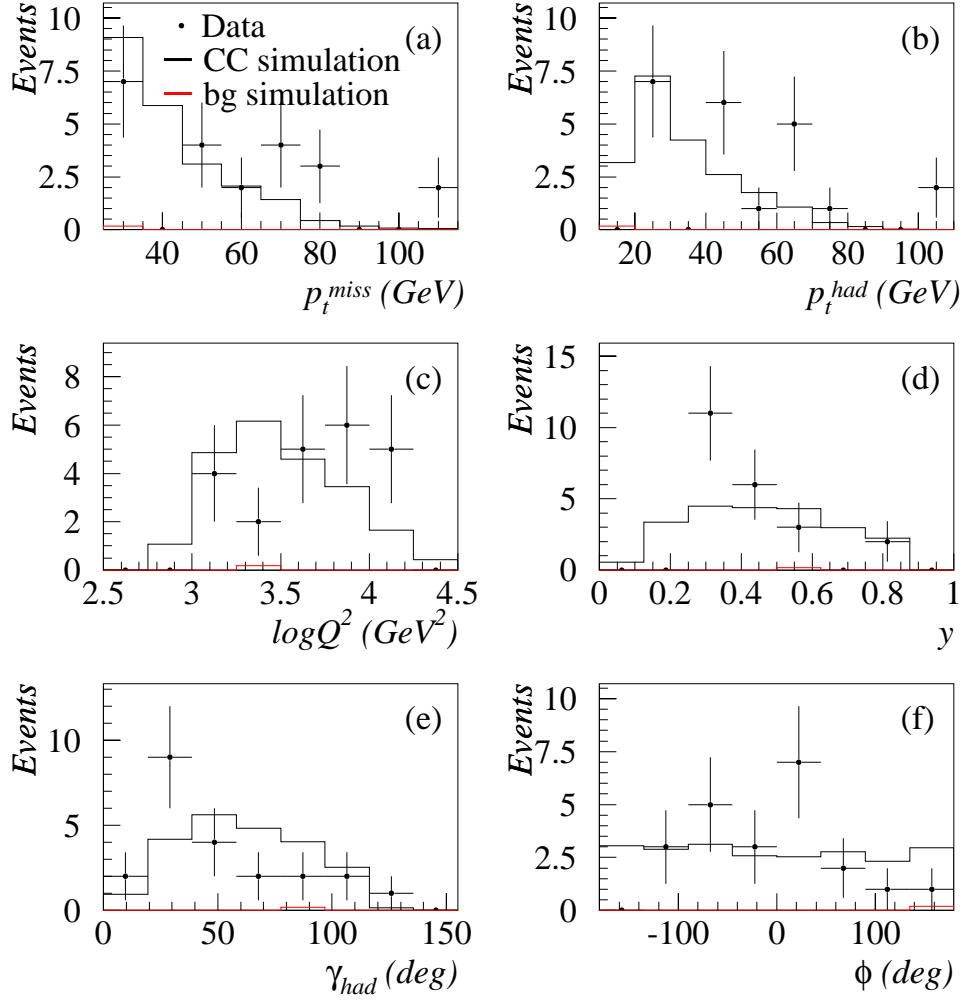 Events
10
7.5
5
2.5
0
(a)
Data
CC simulation
bg simulation
40 60 80 100
p_t^miss (GeV)
Events
10
7.5
5
2.5
0
(b)
20 40 60 80 100
p_t^had (GeV)
Events
8
6
4
2
0
(c)
2.5 3 3.5 4 4.5
logQ^2 (GeV^2)
Events
15
10
5
0
(d)
0 0.2 0.4 0.6 0.8 1
y
Events
10
5
0
(e)
0 50 100 150
γ_had (deg)
Events
10
7.5
5
2.5
0
(f)
-100 0 100
ϕ (deg)